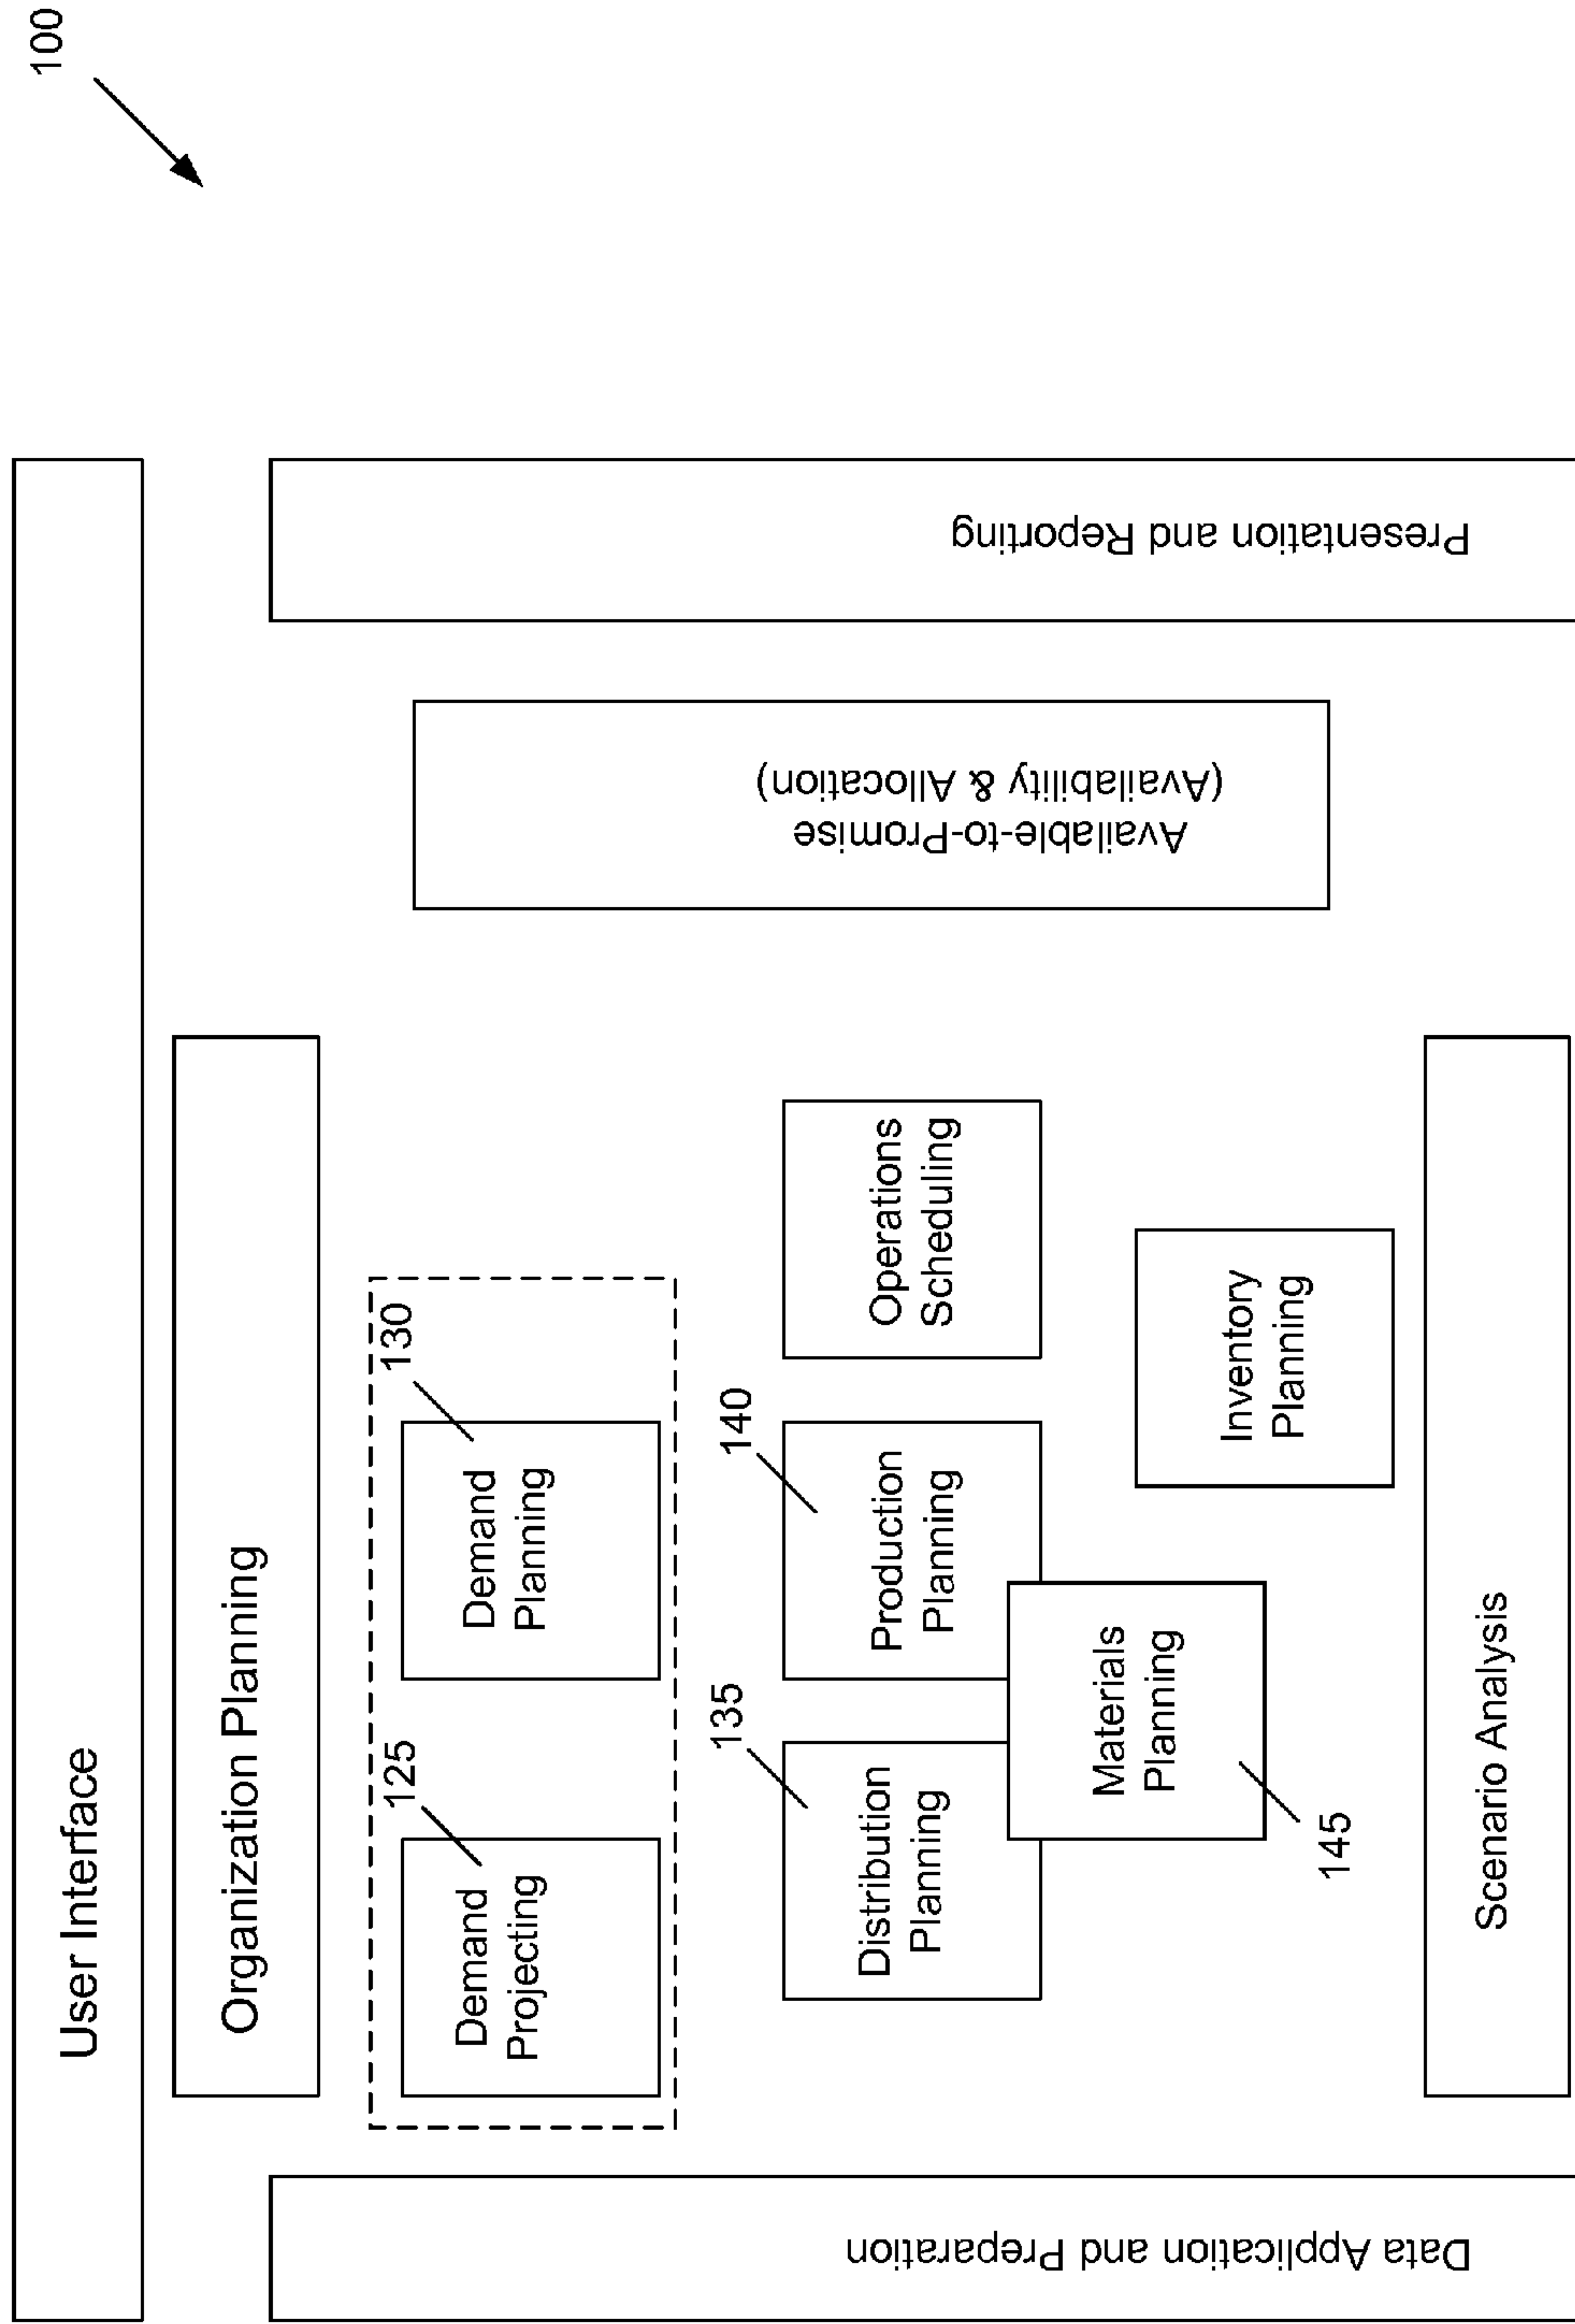 100
User Interface
Organization Planning
125
130
Demand
Projecting
Demand
Planning
135
140
Distribution
Planning
Production
Planning
Operations
Scheduling
Materials
Planning
145
Inventory
Planning
Scenario Analysis
Data Application and Preparation
Available-to-Promise
(Availability & Allocation)
Presentation and Reporting